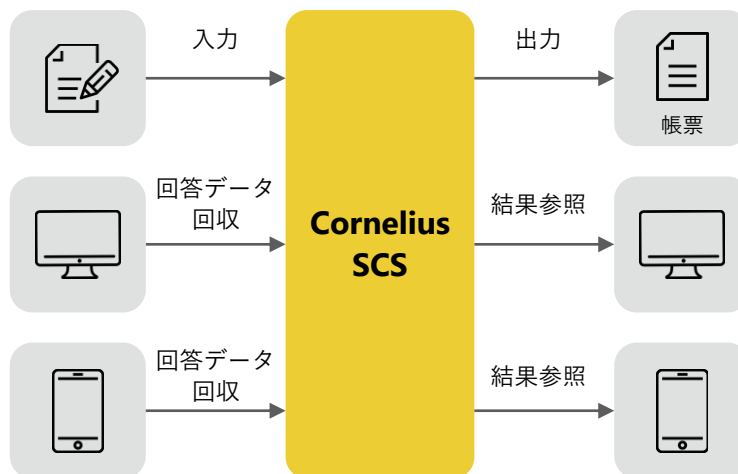 入力
出力
帳票
回答データ
回収
Cornelius
SCS
結果参照
回答データ
回収
結果参照